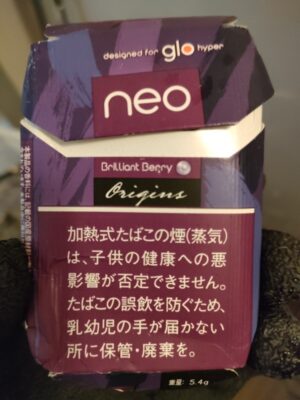 designed for glo hyper
neo
Brilliant Berry
Origins
加熱式たばこの煙(蒸気)
は、子供の健康への悪
影響が否定できません。
たばこの誤飲を防ぐため、
乳幼児の手が届かない
所に保管・廃棄を。
重量: 5.4g